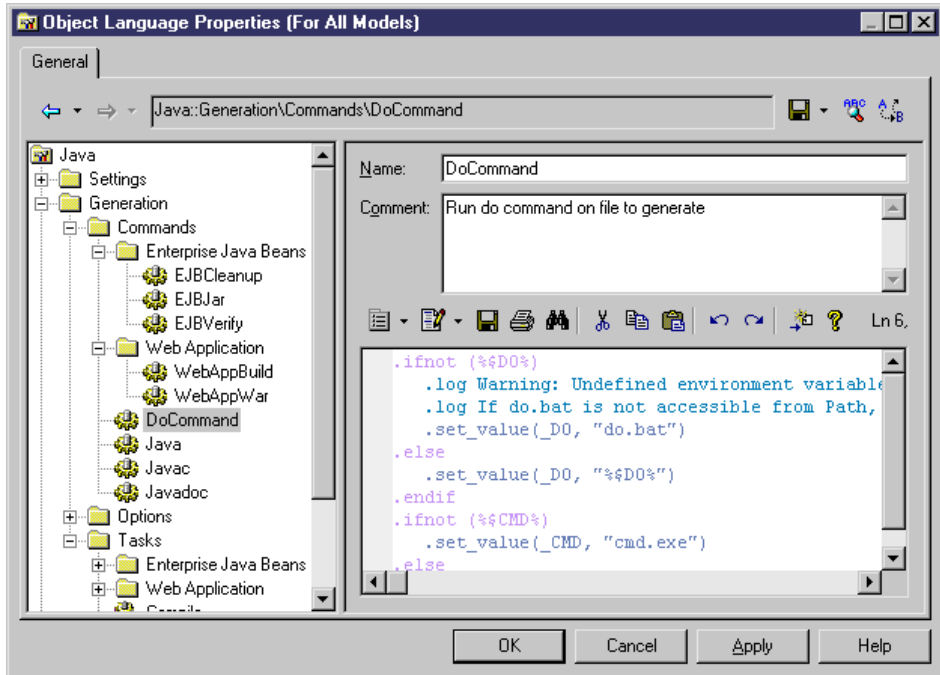 Object Language Properties (For All Models)
General
Java::Generation\Commands\DoCommand
Java
Settings
Generation
Commands
Enterprise Java Beans
EJBCleanup
EJBJar
EJBVerify
Web Application
WebAppBuild
WebAppWar
DoCommand
Java
Javac
Javadoc
Options
Tasks
Enterprise Java Beans
Web Application
Name: DoCommand
Comment: Run do command on file to generate
Ln 6,
.ifnot (%$DO%)
.log Warning: Undefined environment variable
.log If do.bat is not accessible from Path,
.set_value(_DO, "do.bat")
.else
.set_value(_DO, "%$DO%")
.endif
.ifnot (%$CMD%)
.set_value(_CMD, "cmd.exe")
.else
OK
Cancel
Apply
Help